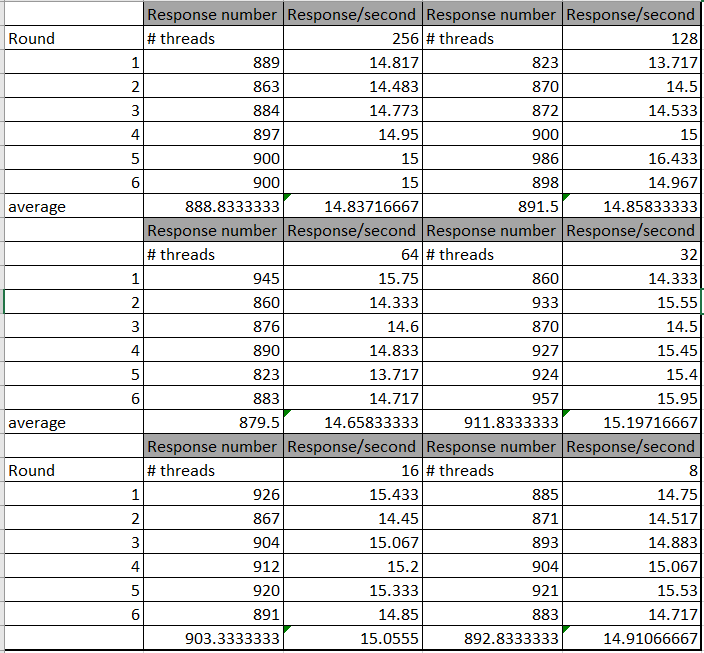 Response number Response/second Response number Response/second
Round # threads 256 # threads 128
1 889 14.817 823 13.717
2 863 14.483 870 14.5
3 884 14.773 872 14.533
4 897 14.95 900 15
5 900 15 986 16.433
6 900 15 898 14.967
average 888.8333333 14.83716667 891.5 14.85833333
Response number Response/second Response number Response/second
# threads 64 # threads 32
1 945 15.75 860 14.333
2 860 14.333 933 15.55
3 876 14.6 870 14.5
4 890 14.833 927 15.45
5 823 13.717 924 15.4
6 883 14.717 957 15.95
average 879.5 14.65833333 911.8333333 15.19716667
Response number Response/second Response number Response/second
Round # threads 16 # threads 8
1 926 15.433 885 14.75
2 867 14.45 871 14.517
3 904 15.067 893 14.883
4 912 15.2 904 15.067
5 920 15.333 921 15.53
6 891 14.85 883 14.717
903.3333333 15.0555 892.8333333 14.91066667